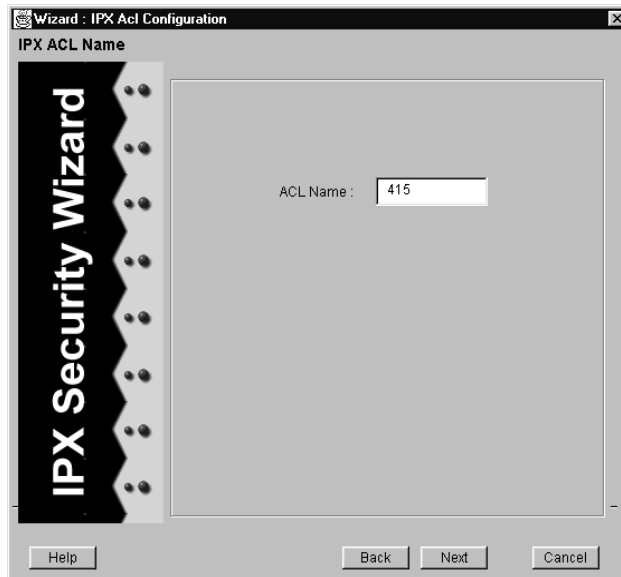 Wizard : IPX Acl Configuration
IPX ACL Name
IPX Security Wizard
ACL Name : 415
Help Back Next Cancel